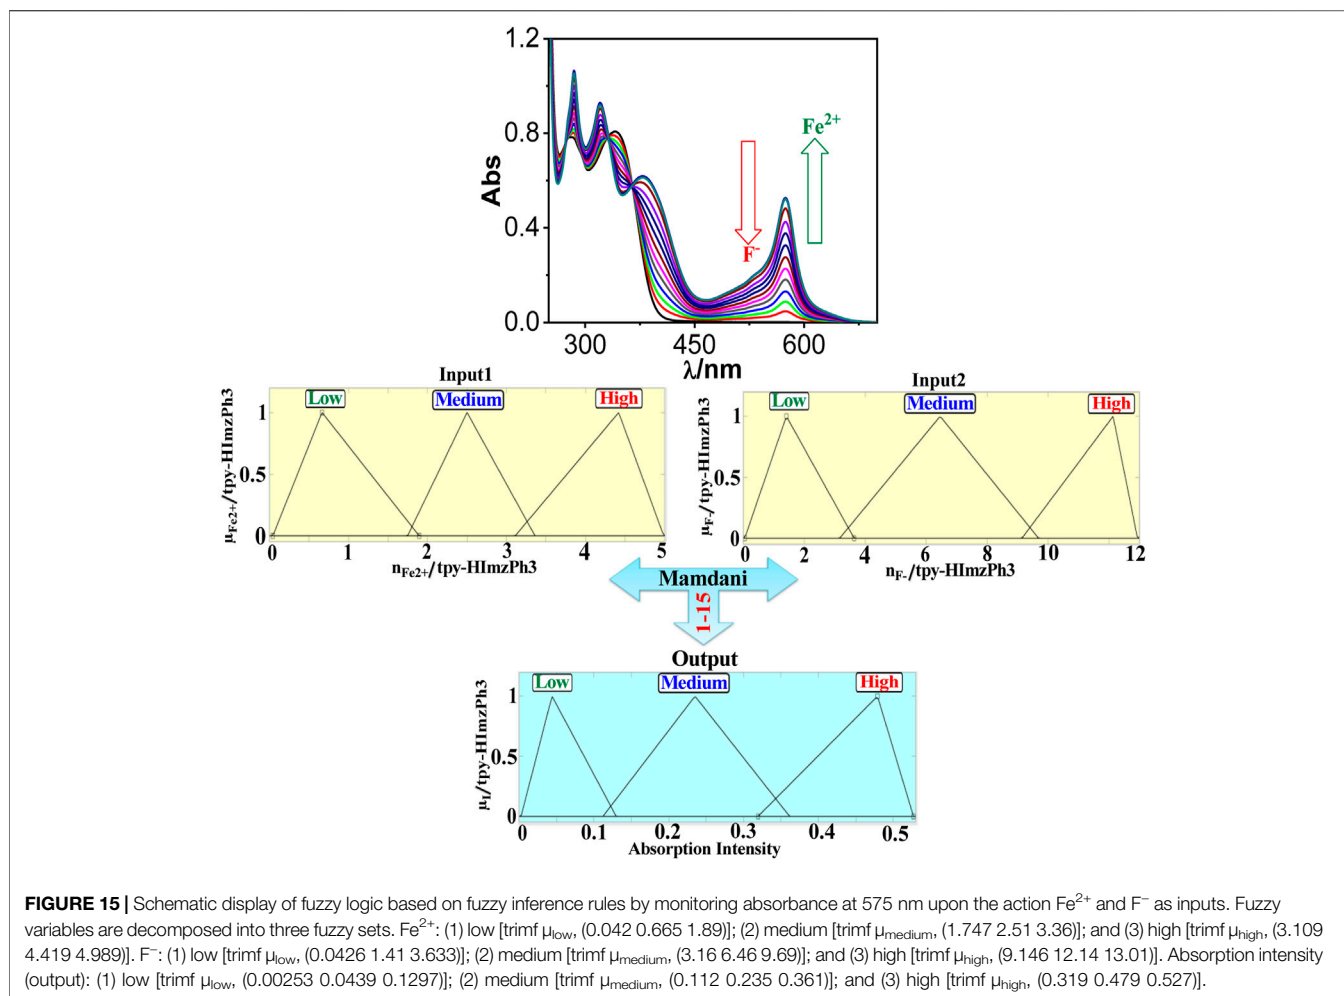 1.2
0.8
0.4
0.0
Abs
Fe²⁺
F⁻
300 450 600
λ/nm
Input1
Low Medium High
1
0.5
0
μFe2+/tpy-HImzPh3
0 1 2 3 4 5
nFe2+/tpy-HImzPh3
Input2
Low Medium High
1
0.5
0
μF-/tpy-HImzPh3
0 2 4 6 8 10 12
nF-/tpy-HImzPh3
Mamdani
1-15
Output
Low Medium High
1
0.5
0
μI/tpy-HImzPh3
0 0.1 0.2 0.3 0.4 0.5
Absorption Intensity
FIGURE 15 | Schematic display of fuzzy logic based on fuzzy inference rules by monitoring absorbance at 575 nm upon the action Fe²⁺ and F⁻ as inputs. Fuzzy
variables are decomposed into three fuzzy sets. Fe²⁺: (1) low [trimf μlow, (0.042 0.665 1.89)]; (2) medium [trimf μmedium, (1.747 2.51 3.36)]; and (3) high [trimf μhigh, (3.109
4.419 4.989)]. F⁻: (1) low [trimf μlow, (0.0426 1.41 3.633)]; (2) medium [trimf μmedium, (3.16 6.46 9.69)]; and (3) high [trimf μhigh, (9.146 12.14 13.01)]. Absorption intensity
(output): (1) low [trimf μlow, (0.00253 0.0439 0.1297)]; (2) medium [trimf μmedium, (0.112 0.235 0.361)]; and (3) high [trimf μhigh, (0.319 0.479 0.527)].